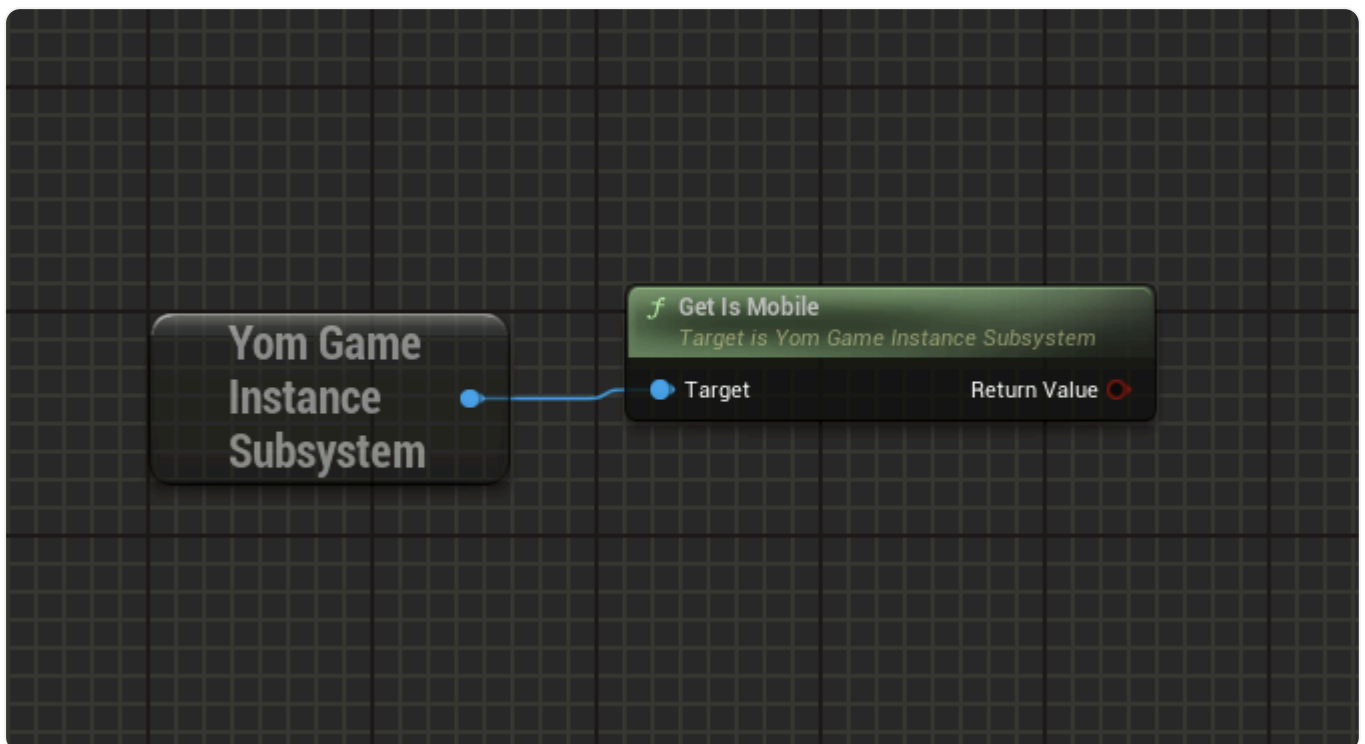 Yom Game
Instance
Subsystem
f Get Is Mobile
Target is Yom Game Instance Subsystem
Target
Return Value